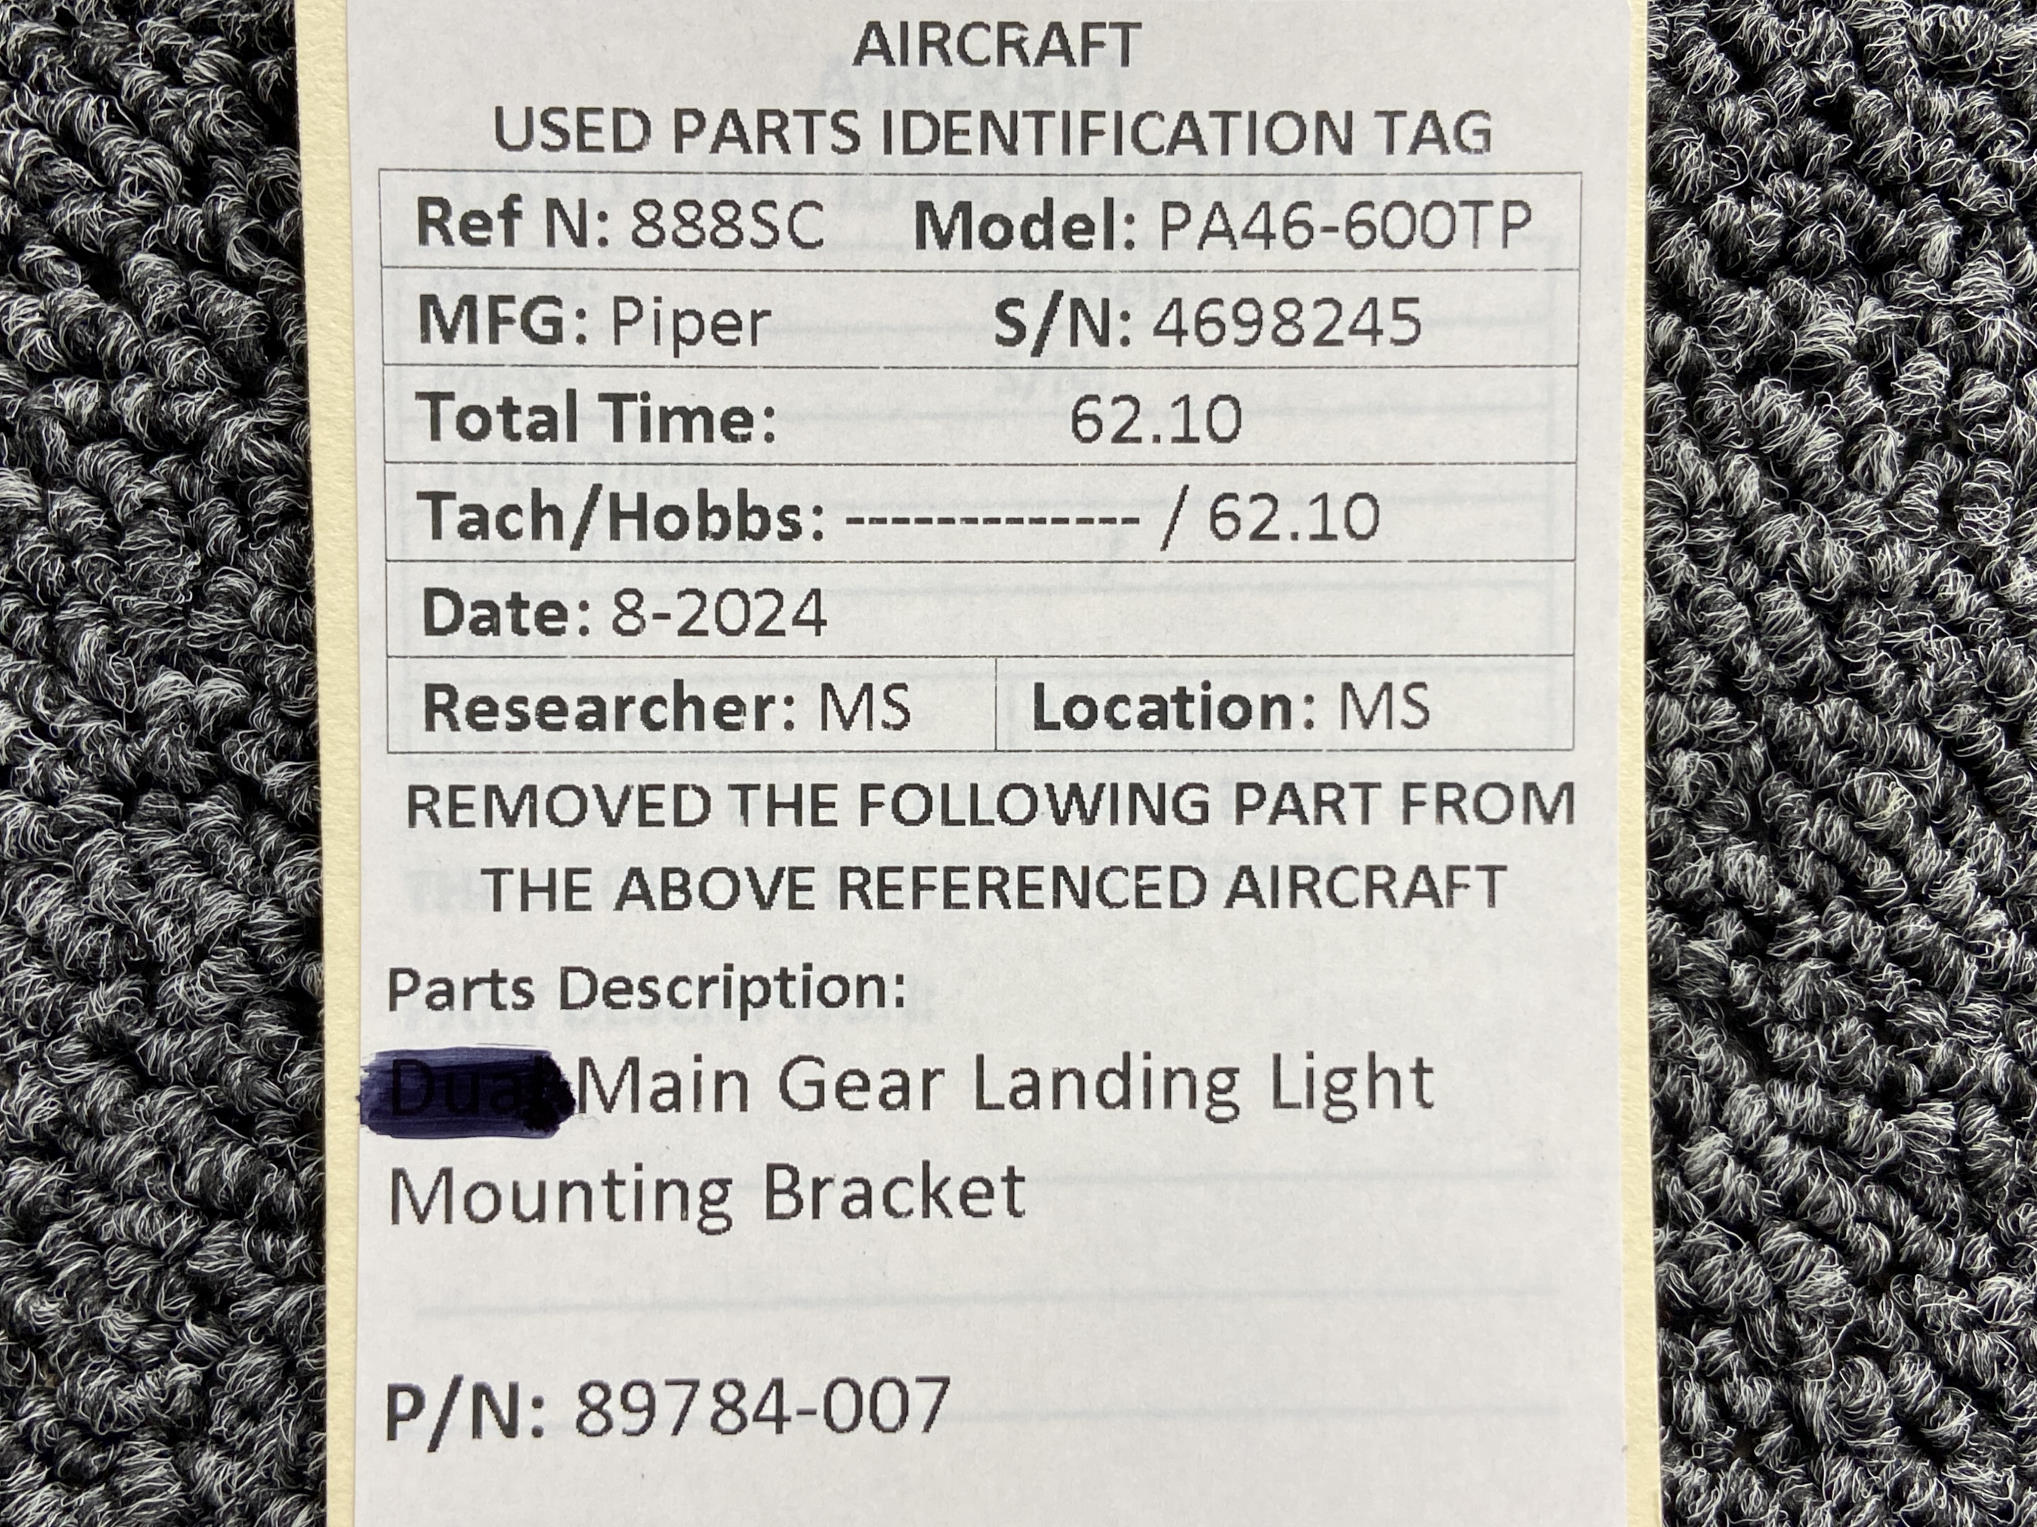 AIRCRAFT
USED PARTS IDENTIFICATION TAG
Ref N: 888SC Model: PA46-600TP
MFG: Piper S/N: 4698245
Total Time: 62.10
Tach/Hobbs: ------------- / 62.10
Date: 8-2024
Researcher: MS Location: MS
REMOVED THE FOLLOWING PART FROM
THE ABOVE REFERENCED AIRCRAFT
Parts Description:
Dual Main Gear Landing Light
Mounting Bracket
P/N: 89784-007